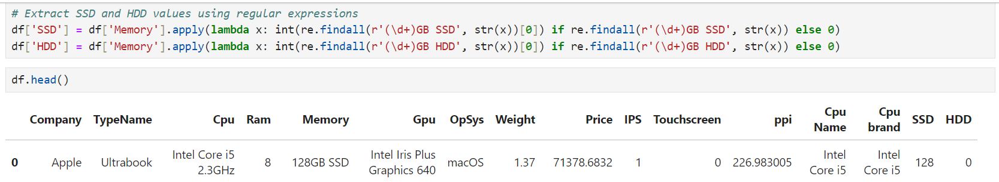 # Extract SSD and HDD values using regular expressions
df['SSD'] = df['Memory'].apply(lambda x: int(re.findall(r'(\d+)GB SSD', str(x))[0]) if re.findall(r'(\d+)GB SSD', str(x)) else 0)
df['HDD'] = df['Memory'].apply(lambda x: int(re.findall(r'(\d+)GB HDD', str(x))[0]) if re.findall(r'(\d+)GB HDD', str(x)) else 0)
df.head()
Company TypeName Cpu Ram Memory Gpu OpSys Weight Price IPS Touchscreen ppi Cpu Name Cpu brand SSD HDD
0 Apple Ultrabook Intel Core i5 2.3GHz 8 128GB SSD Intel Iris Plus Graphics 640 macOS 1.37 71378.6832 1 0 226.983005 Intel Core i5 Intel Core i5 128 0